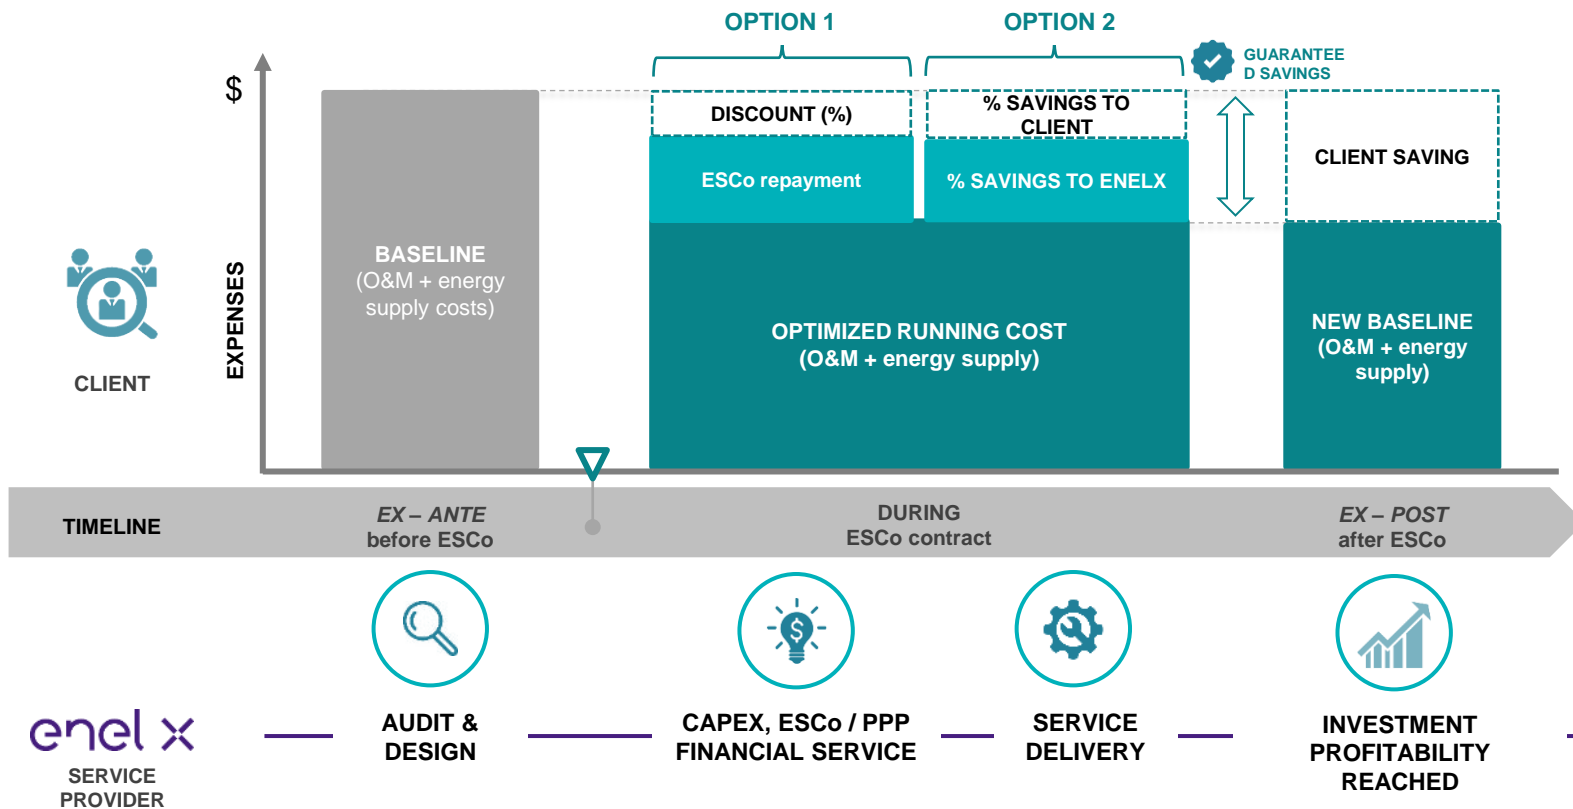 OPTION 1
OPTION 2
GUARANTEE
D SAVINGS
$
DISCOUNT (%)
% SAVINGS TO
CLIENT
CLIENT SAVING
ESCo repayment
% SAVINGS TO ENELX
BASELINE
(O&M + energy
supply costs)
EXPENSES
OPTIMIZED RUNNING COST
(O&M + energy supply)
NEW BASELINE
(O&M + energy
supply)
CLIENT
TIMELINE
EX – ANTE
before ESCo
DURING
ESCo contract
EX – POST
after ESCo
$
enel x
SERVICE
PROVIDER
AUDIT &
DESIGN
CAPEX, ESCo / PPP
FINANCIAL SERVICE
SERVICE
DELIVERY
INVESTMENT
PROFITABILITY
REACHED